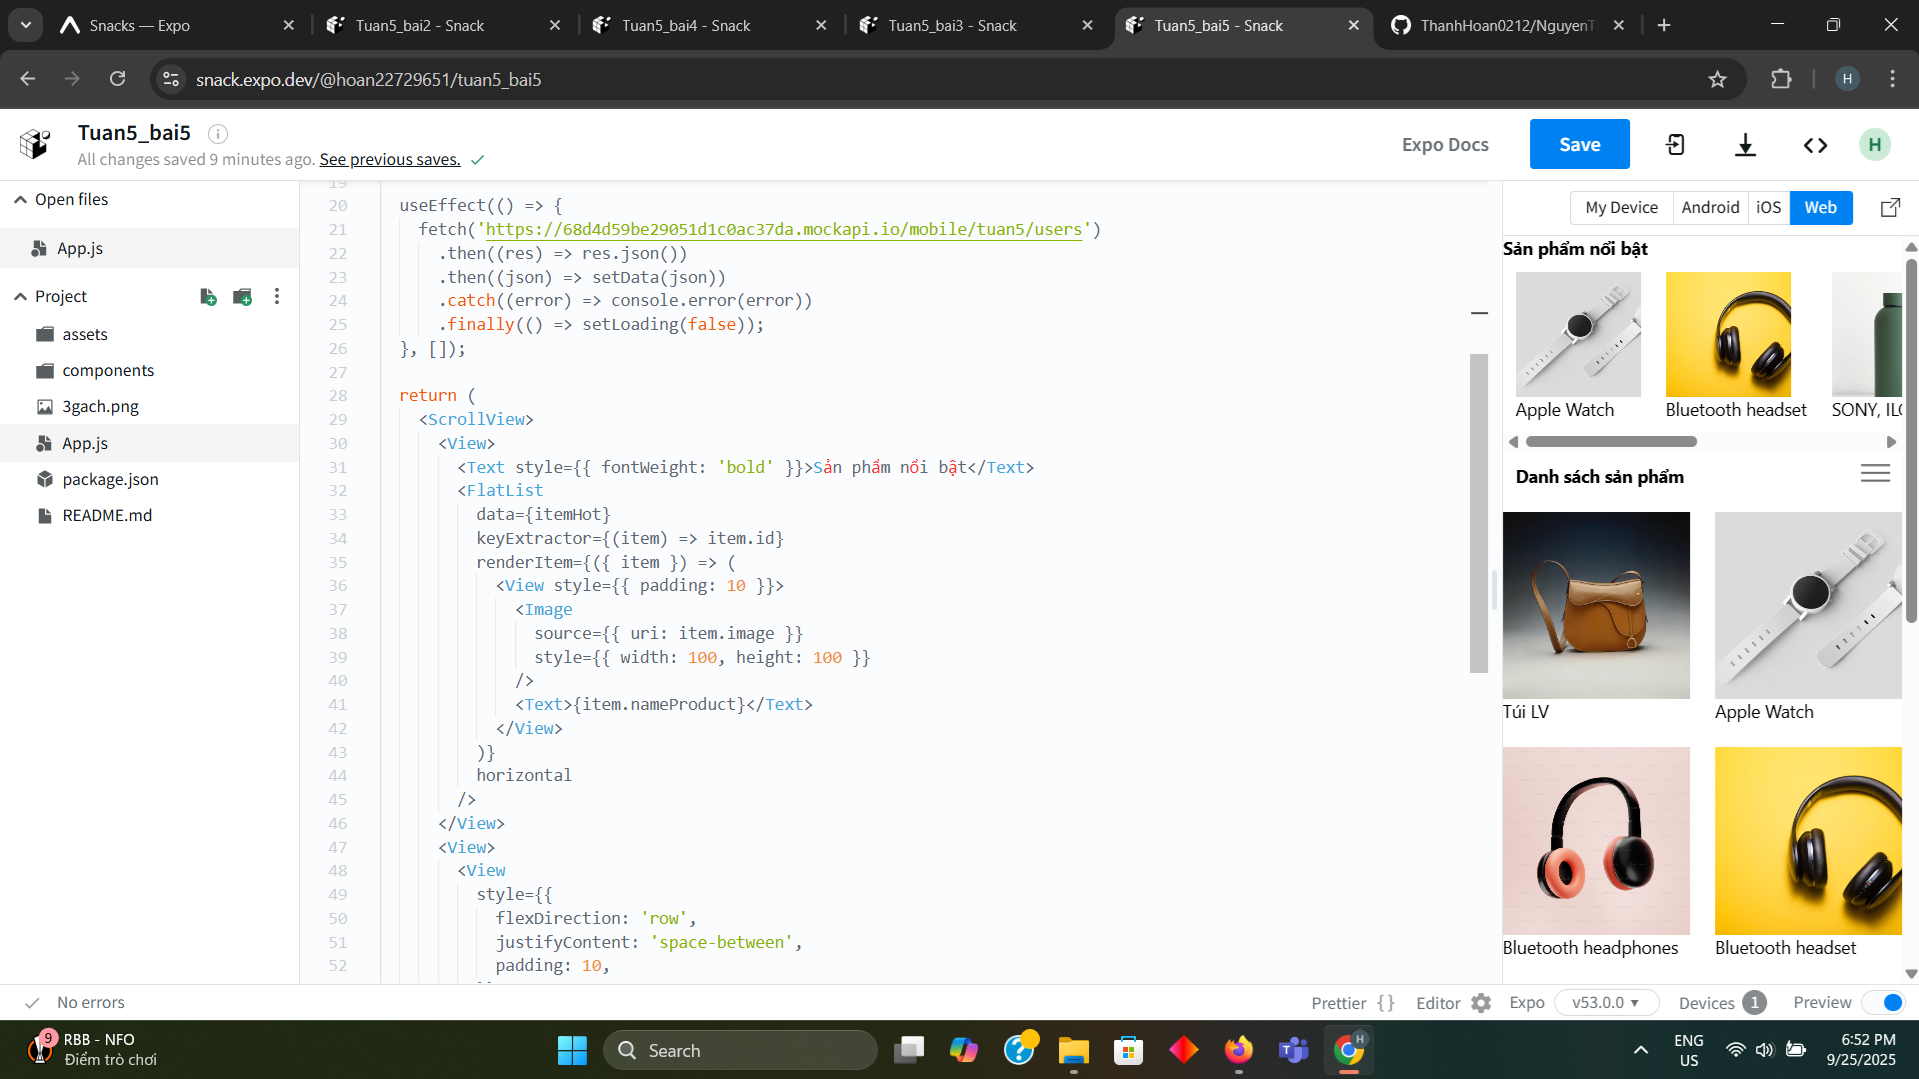 Snacks — Expo
Tuan5_bai2 - Snack
Tuan5_bai4 - Snack
Tuan5_bai3 - Snack
Tuan5_bai5 - Snack
ThanhHoan0212/NguyenT
snack.expo.dev/@hoan22729651/tuan5_bai5
H
Tuan5_bai5
All changes saved 9 minutes ago. See previous saves.
Expo Docs
Save
H
Open files
App.js
Project
assets
components
3gach.png
App.js
package.json
README.md
19
20 useEffect(() => {
21 fetch('https://68d4d59be29051d1c0ac37da.mockapi.io/mobile/tuan5/users')
22 .then((res) => res.json())
23 .then((json) => setData(json))
24 .catch((error) => console.error(error))
25 .finally(() => setLoading(false));
26 }, []);
27
28 return (
29 <ScrollView>
30 <View>
31 <Text style={{ fontWeight: 'bold' }}>Sản phẩm nổi bật</Text>
32 <FlatList
33 data={itemHot}
34 keyExtractor={(item) => item.id}
35 renderItem={({ item }) => (
36 <View style={{ padding: 10 }}>
37 <Image
38 source={{ uri: item.image }}
39 style={{ width: 100, height: 100 }}
40 />
41 <Text>{item.nameProduct}</Text>
42 </View>
43 )}
44 horizontal
45 />
46 </View>
47 <View>
48 <View
49 style={{
50 flexDirection: 'row',
51 justifyContent: 'space-between',
52 padding: 10,
My Device
Android
iOS
Web
Sản phẩm nổi bật
Apple Watch
Bluetooth headset
SONY, ILC
Danh sách sản phẩm
Túi LV
Apple Watch
Bluetooth headphones
Bluetooth headset
No errors
Prettier { }
Editor
Expo
v53.0.0
Devices 1
Preview
9
RBB - NFO
Điểm trò chơi
Search
H
ENG
US
6:52 PM
9/25/2025